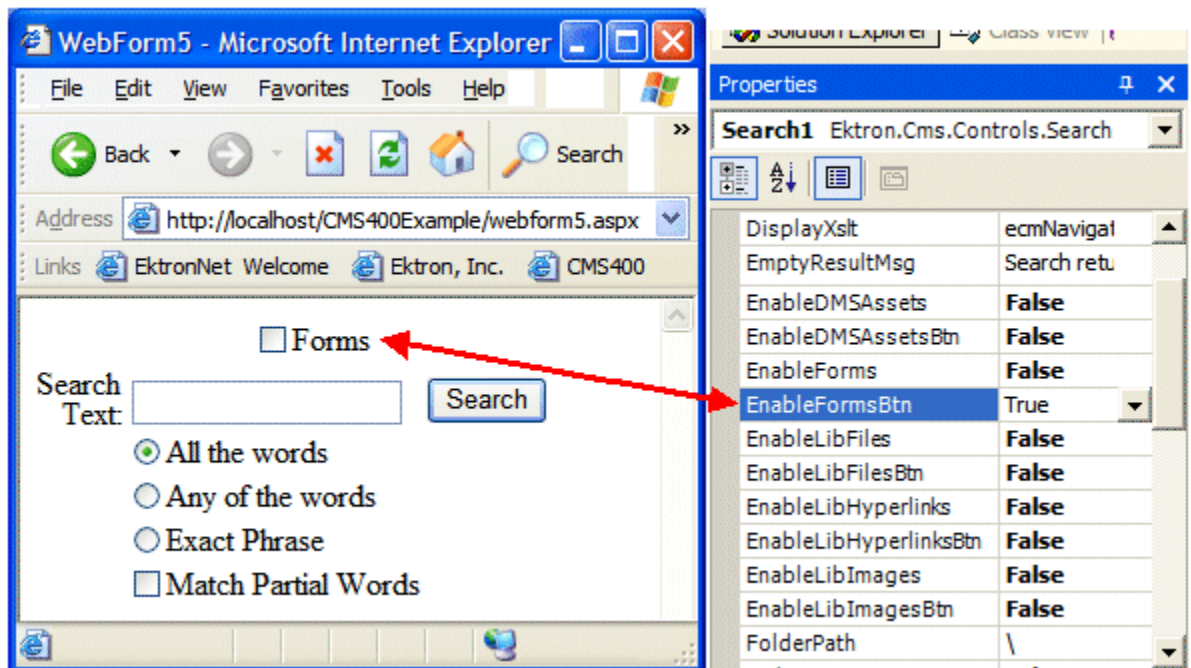 WebForm5 - Microsoft Internet Explorer
File Edit View Favorites Tools Help
Back Search
Address http://localhost/CMS400Example/webform5.aspx
Links EktronNet Welcome Ektron, Inc. CMS400
Forms
Search
Text:
Search
All the words
Any of the words
Exact Phrase
Match Partial Words
Solution Explorer Class View
Properties
Search1 Ektron.Cms.Controls.Search
DisplayXslt ecmNavigat
EmptyResultMsg Search retu
EnableDMSAssets False
EnableDMSAssetsBtn False
EnableForms False
EnableFormsBtn True
EnableLibFiles False
EnableLibFilesBtn False
EnableLibHyperlinks False
EnableLibHyperlinksBtn False
EnableLibImages False
EnableLibImagesBtn False
FolderPath \